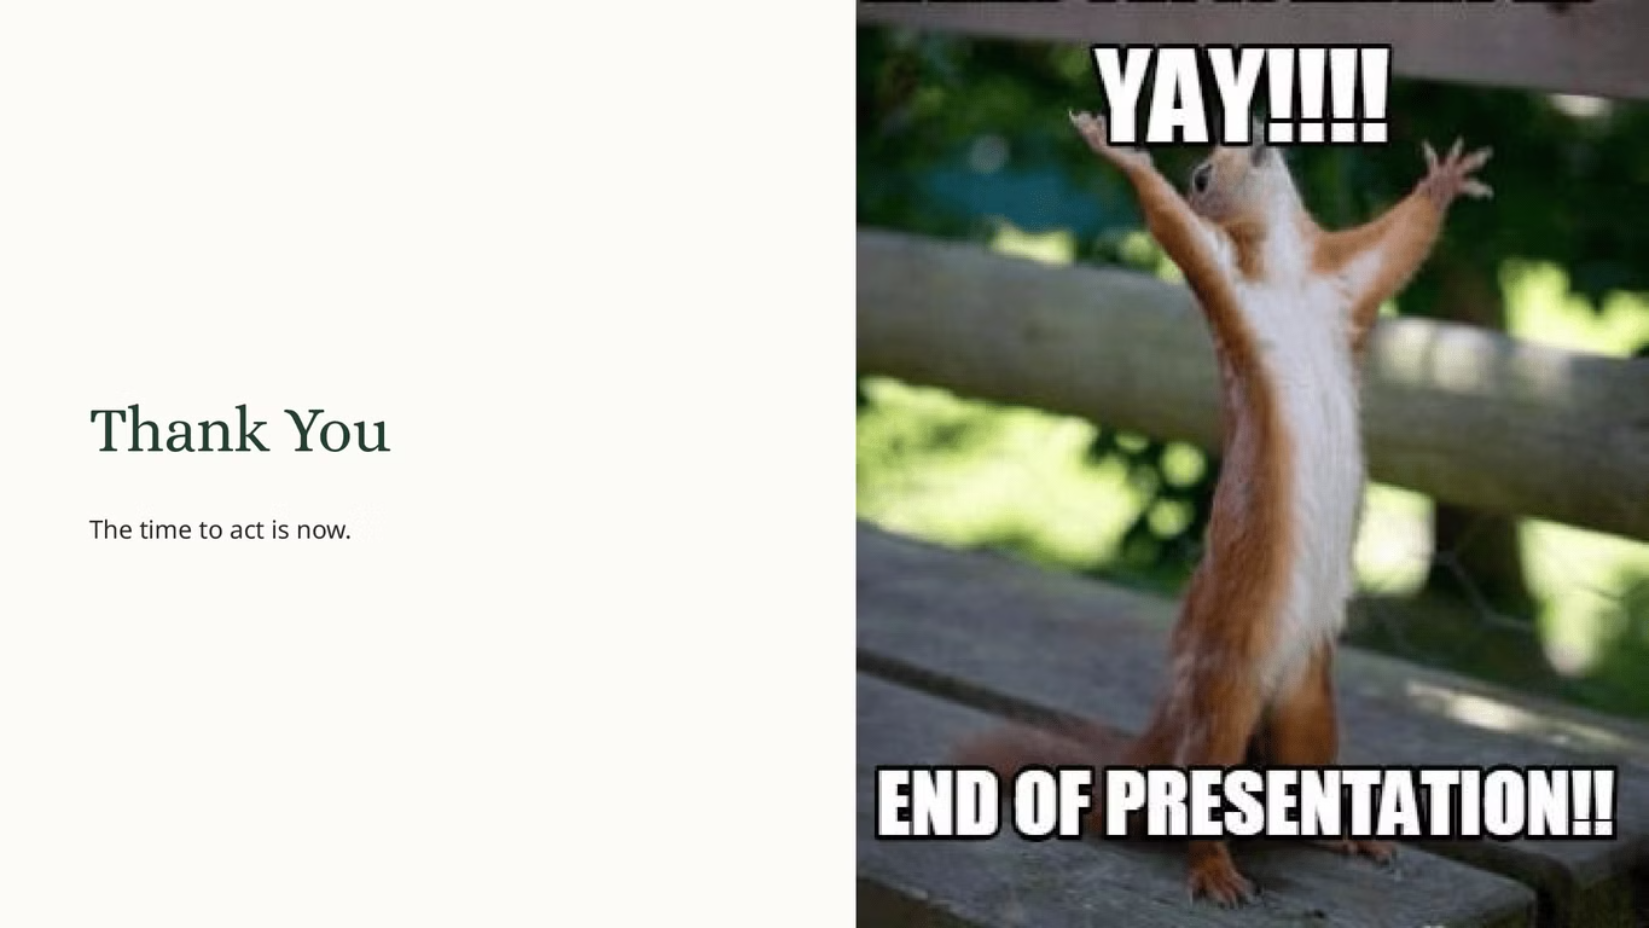 Thank You
The time to act is now.
YAY!!!!
END OF PRESENTATION!!